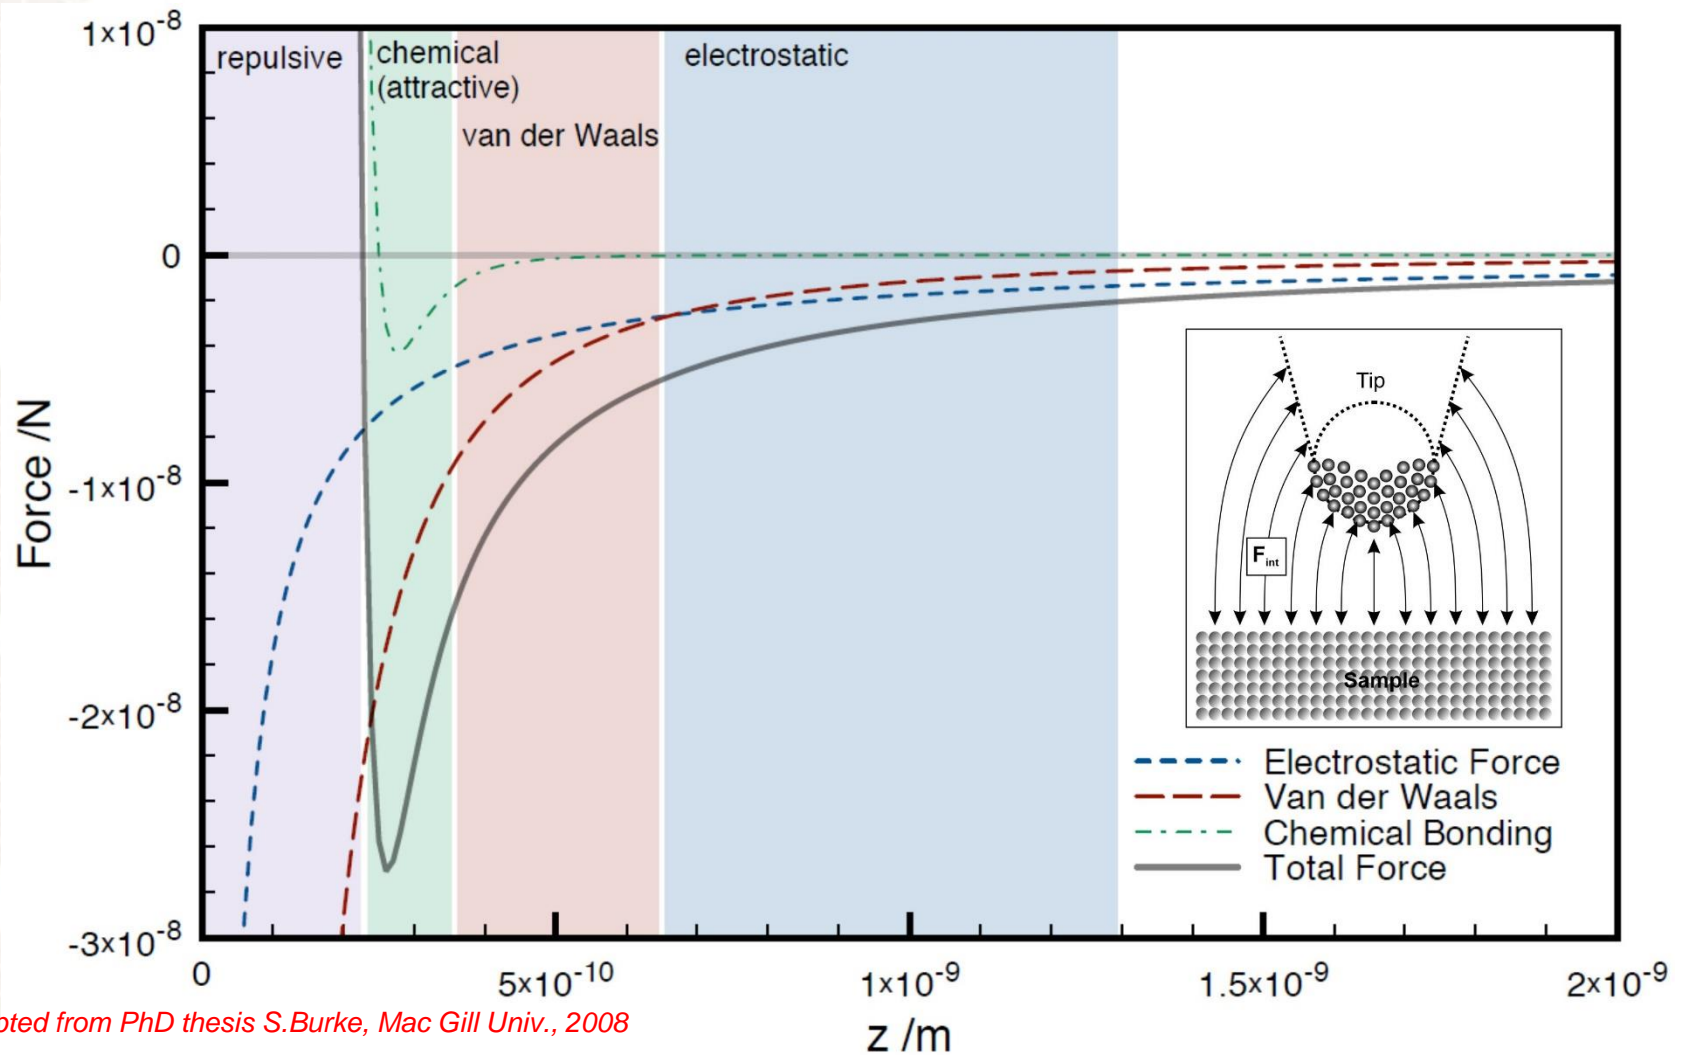 1x10⁻⁸
repulsive
chemical
(attractive)
van der Waals
electrostatic
0
-1x10⁻⁸
-2x10⁻⁸
-3x10⁻⁸
Force /N
Tip
F_int
Sample
Electrostatic Force
Van der Waals
Chemical Bonding
Total Force
0
5x10⁻¹⁰
1x10⁻⁹
1.5x10⁻⁹
2x10⁻⁹
z /m
from PhD thesis S.Burke, Mac Gill Univ., 2008